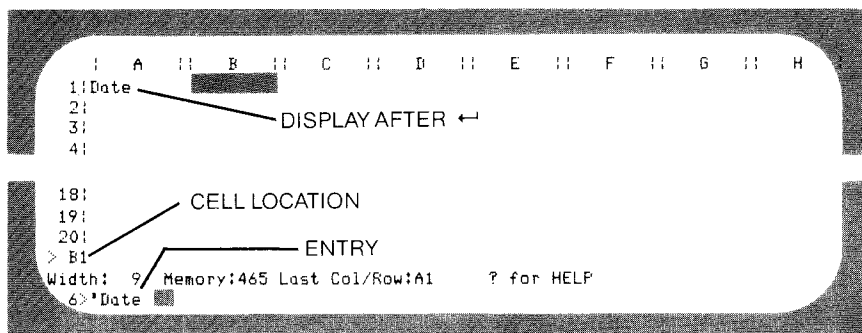 | A || B || C || D || E || F || G || H |
1|Date
2|
DISPLAY AFTER ↵
3|
4|
18|
CELL LOCATION
19|
20|
ENTRY
> B1
Width: 9 Memory:465 Last Col/Row:A1 ? for HELP
6>"Date